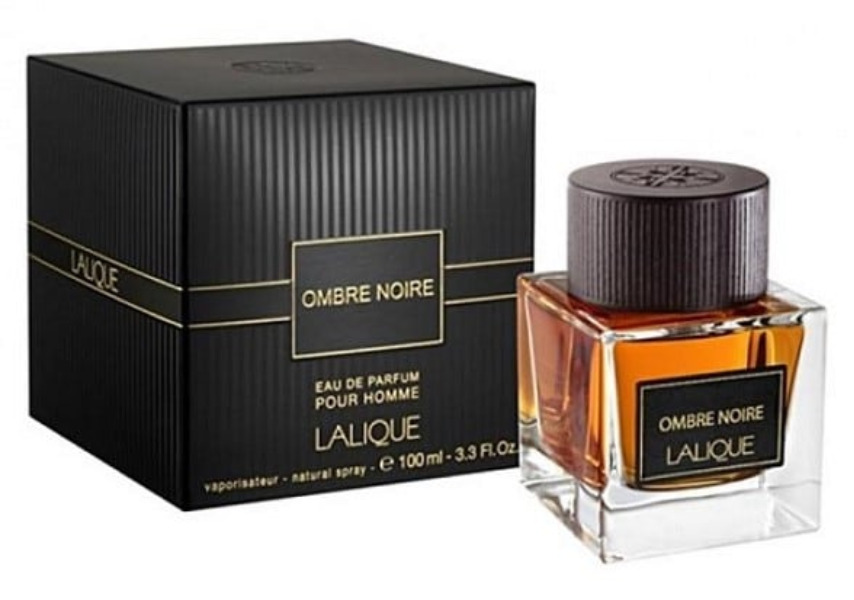 LALIQUE
OMBRE NOIRE
EAU DE PARFUM
POUR HOMME
LALIQUE
vaporisateur - natural spray - ℮ 100 ml - 3.3 Fl.Oz.
OMBRE NOIRE
LALIQUE